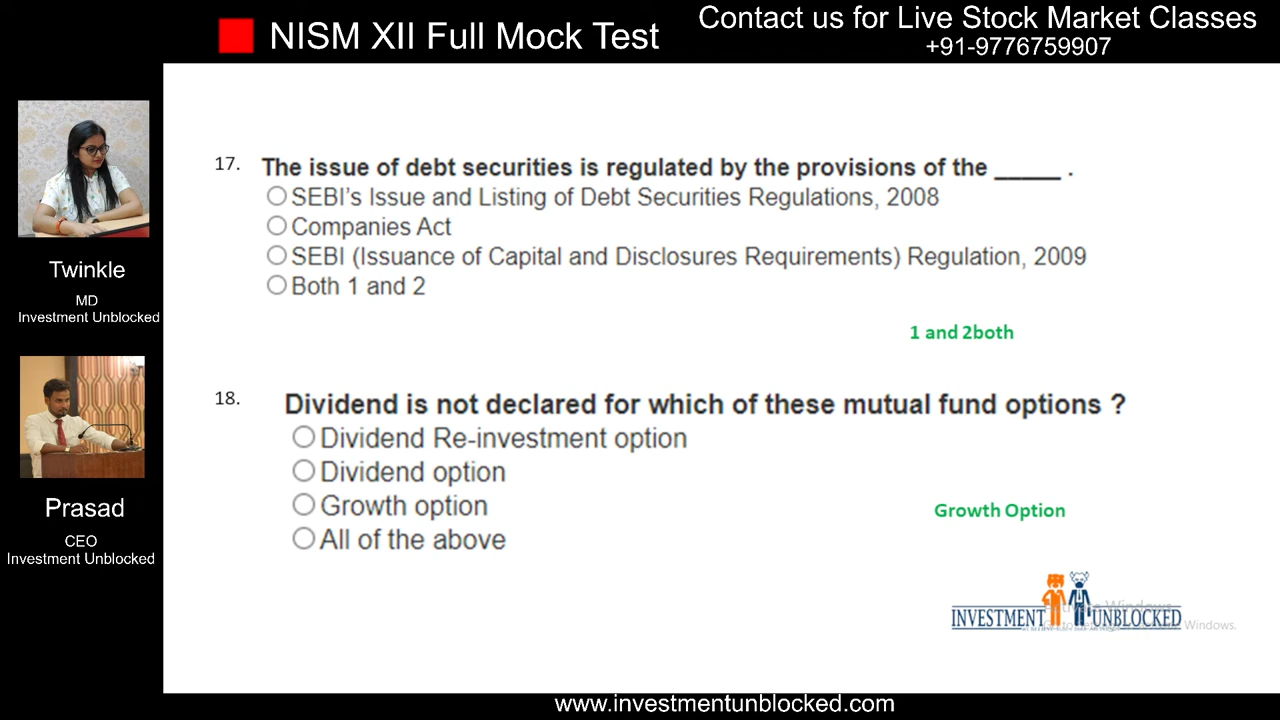 NISM XII Full Mock Test
Contact us for Live Stock Market Classes
+91-9776759907
Twinkle
MD
Investment Unblocked
Prasad
CEO
Investment Unblocked
17. The issue of debt securities is regulated by the provisions of the _____ .
SEBI's Issue and Listing of Debt Securities Regulations, 2008
Companies Act
SEBI (Issuance of Capital and Disclosures Requirements) Regulation, 2009
Both 1 and 2
1 and 2both
18. Dividend is not declared for which of these mutual fund options ?
Dividend Re-investment option
Dividend option
Growth option
Growth Option
All of the above
INVESTMENT UNBLOCKED
Windows
Windows.
www.investmentunblocked.com